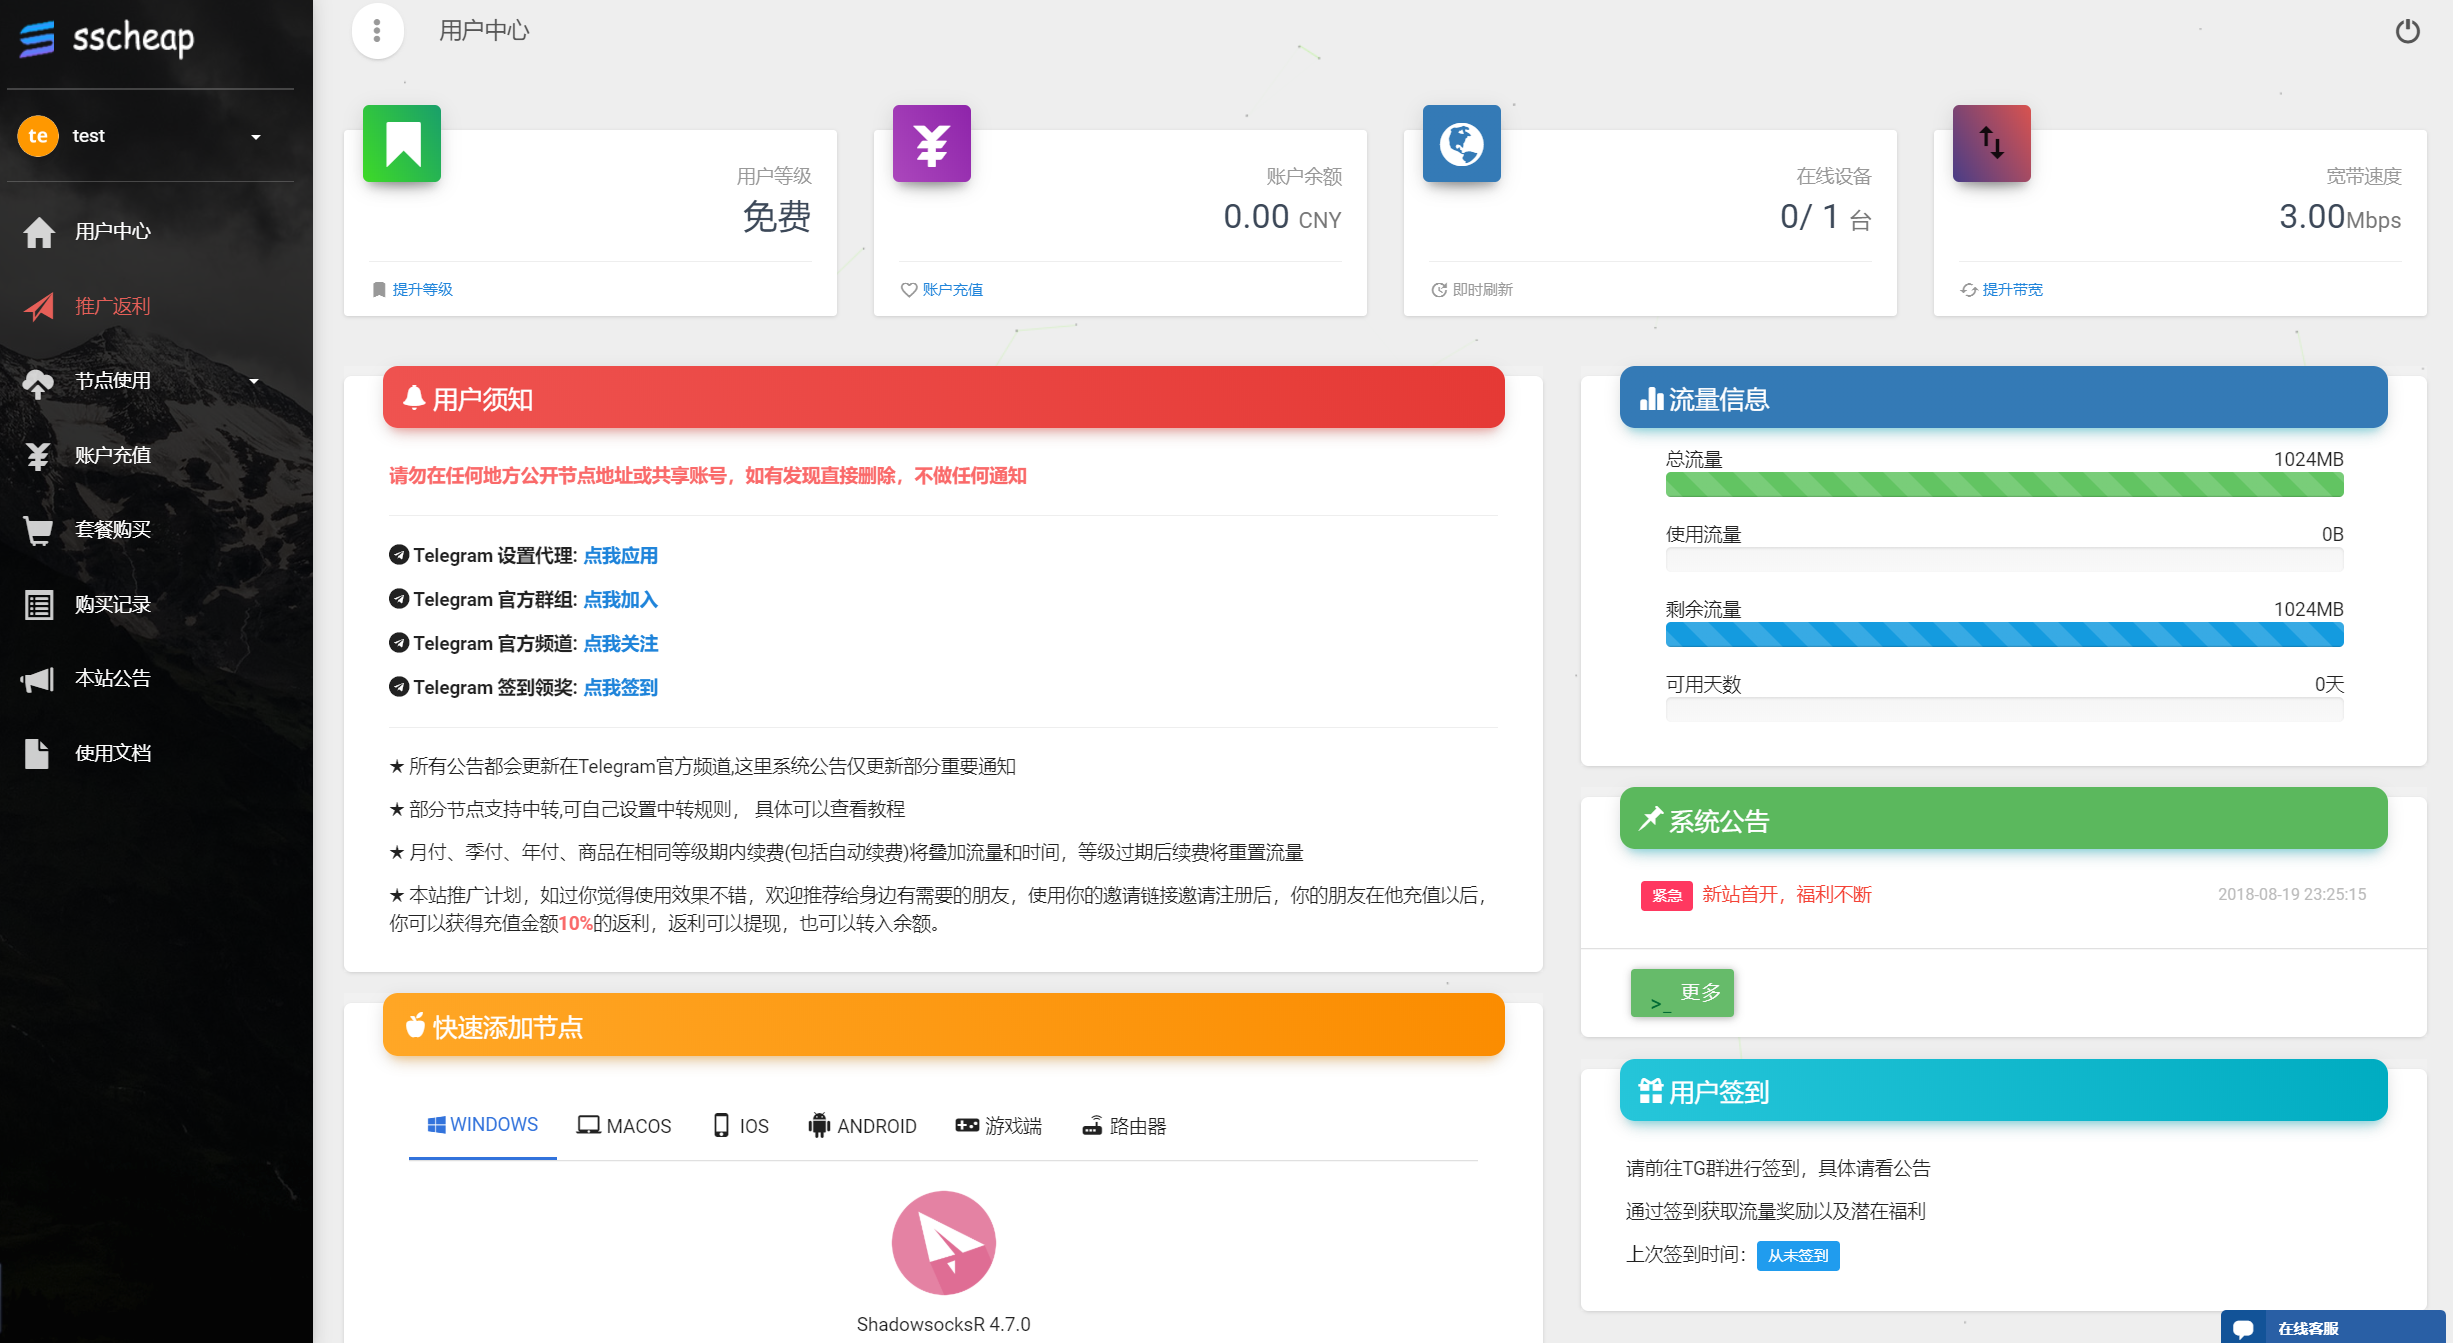 sscheap
te test
用户中心
推广返利
节点使用
账户充值
套餐购买
购买记录
本站公告
使用文档
用户中心
用户等级
免费
提升等级
账户余额
0.00 CNY
账户充值
在线设备
0/ 1 台
即时刷新
宽带速度
3.00Mbps
提升带宽
用户须知
请勿在任何地方公开节点地址或共享账号，如有发现直接删除，不做任何通知
Telegram 设置代理: 点我应用
Telegram 官方群组: 点我加入
Telegram 官方频道: 点我关注
Telegram 签到领奖: 点我签到
★ 所有公告都会更新在Telegram官方频道,这里系统公告仅更新部分重要通知
★ 部分节点支持中转,可自己设置中转规则， 具体可以查看教程
★ 月付、季付、年付、商品在相同等级期内续费(包括自动续费)将叠加流量和时间，等级过期后续费将重置流量
★ 本站推广计划，如过你觉得使用效果不错，欢迎推荐给身边有需要的朋友，使用你的邀请链接邀请注册后，你的朋友在他充值以后，
你可以获得充值金额10%的返利，返利可以提现，也可以转入余额。
快速添加节点
WINDOWS MACOS IOS ANDROID 游戏端 路由器
ShadowsocksR 4.7.0
流量信息
总流量 1024MB
使用流量 0B
剩余流量 1024MB
可用天数 0天
系统公告
紧急 新站首开，福利不断 2018-08-19 23:25:15
>_ 更多
用户签到
请前往TG群进行签到，具体请看公告
通过签到获取流量奖励以及潜在福利
上次签到时间： 从未签到
在线客服